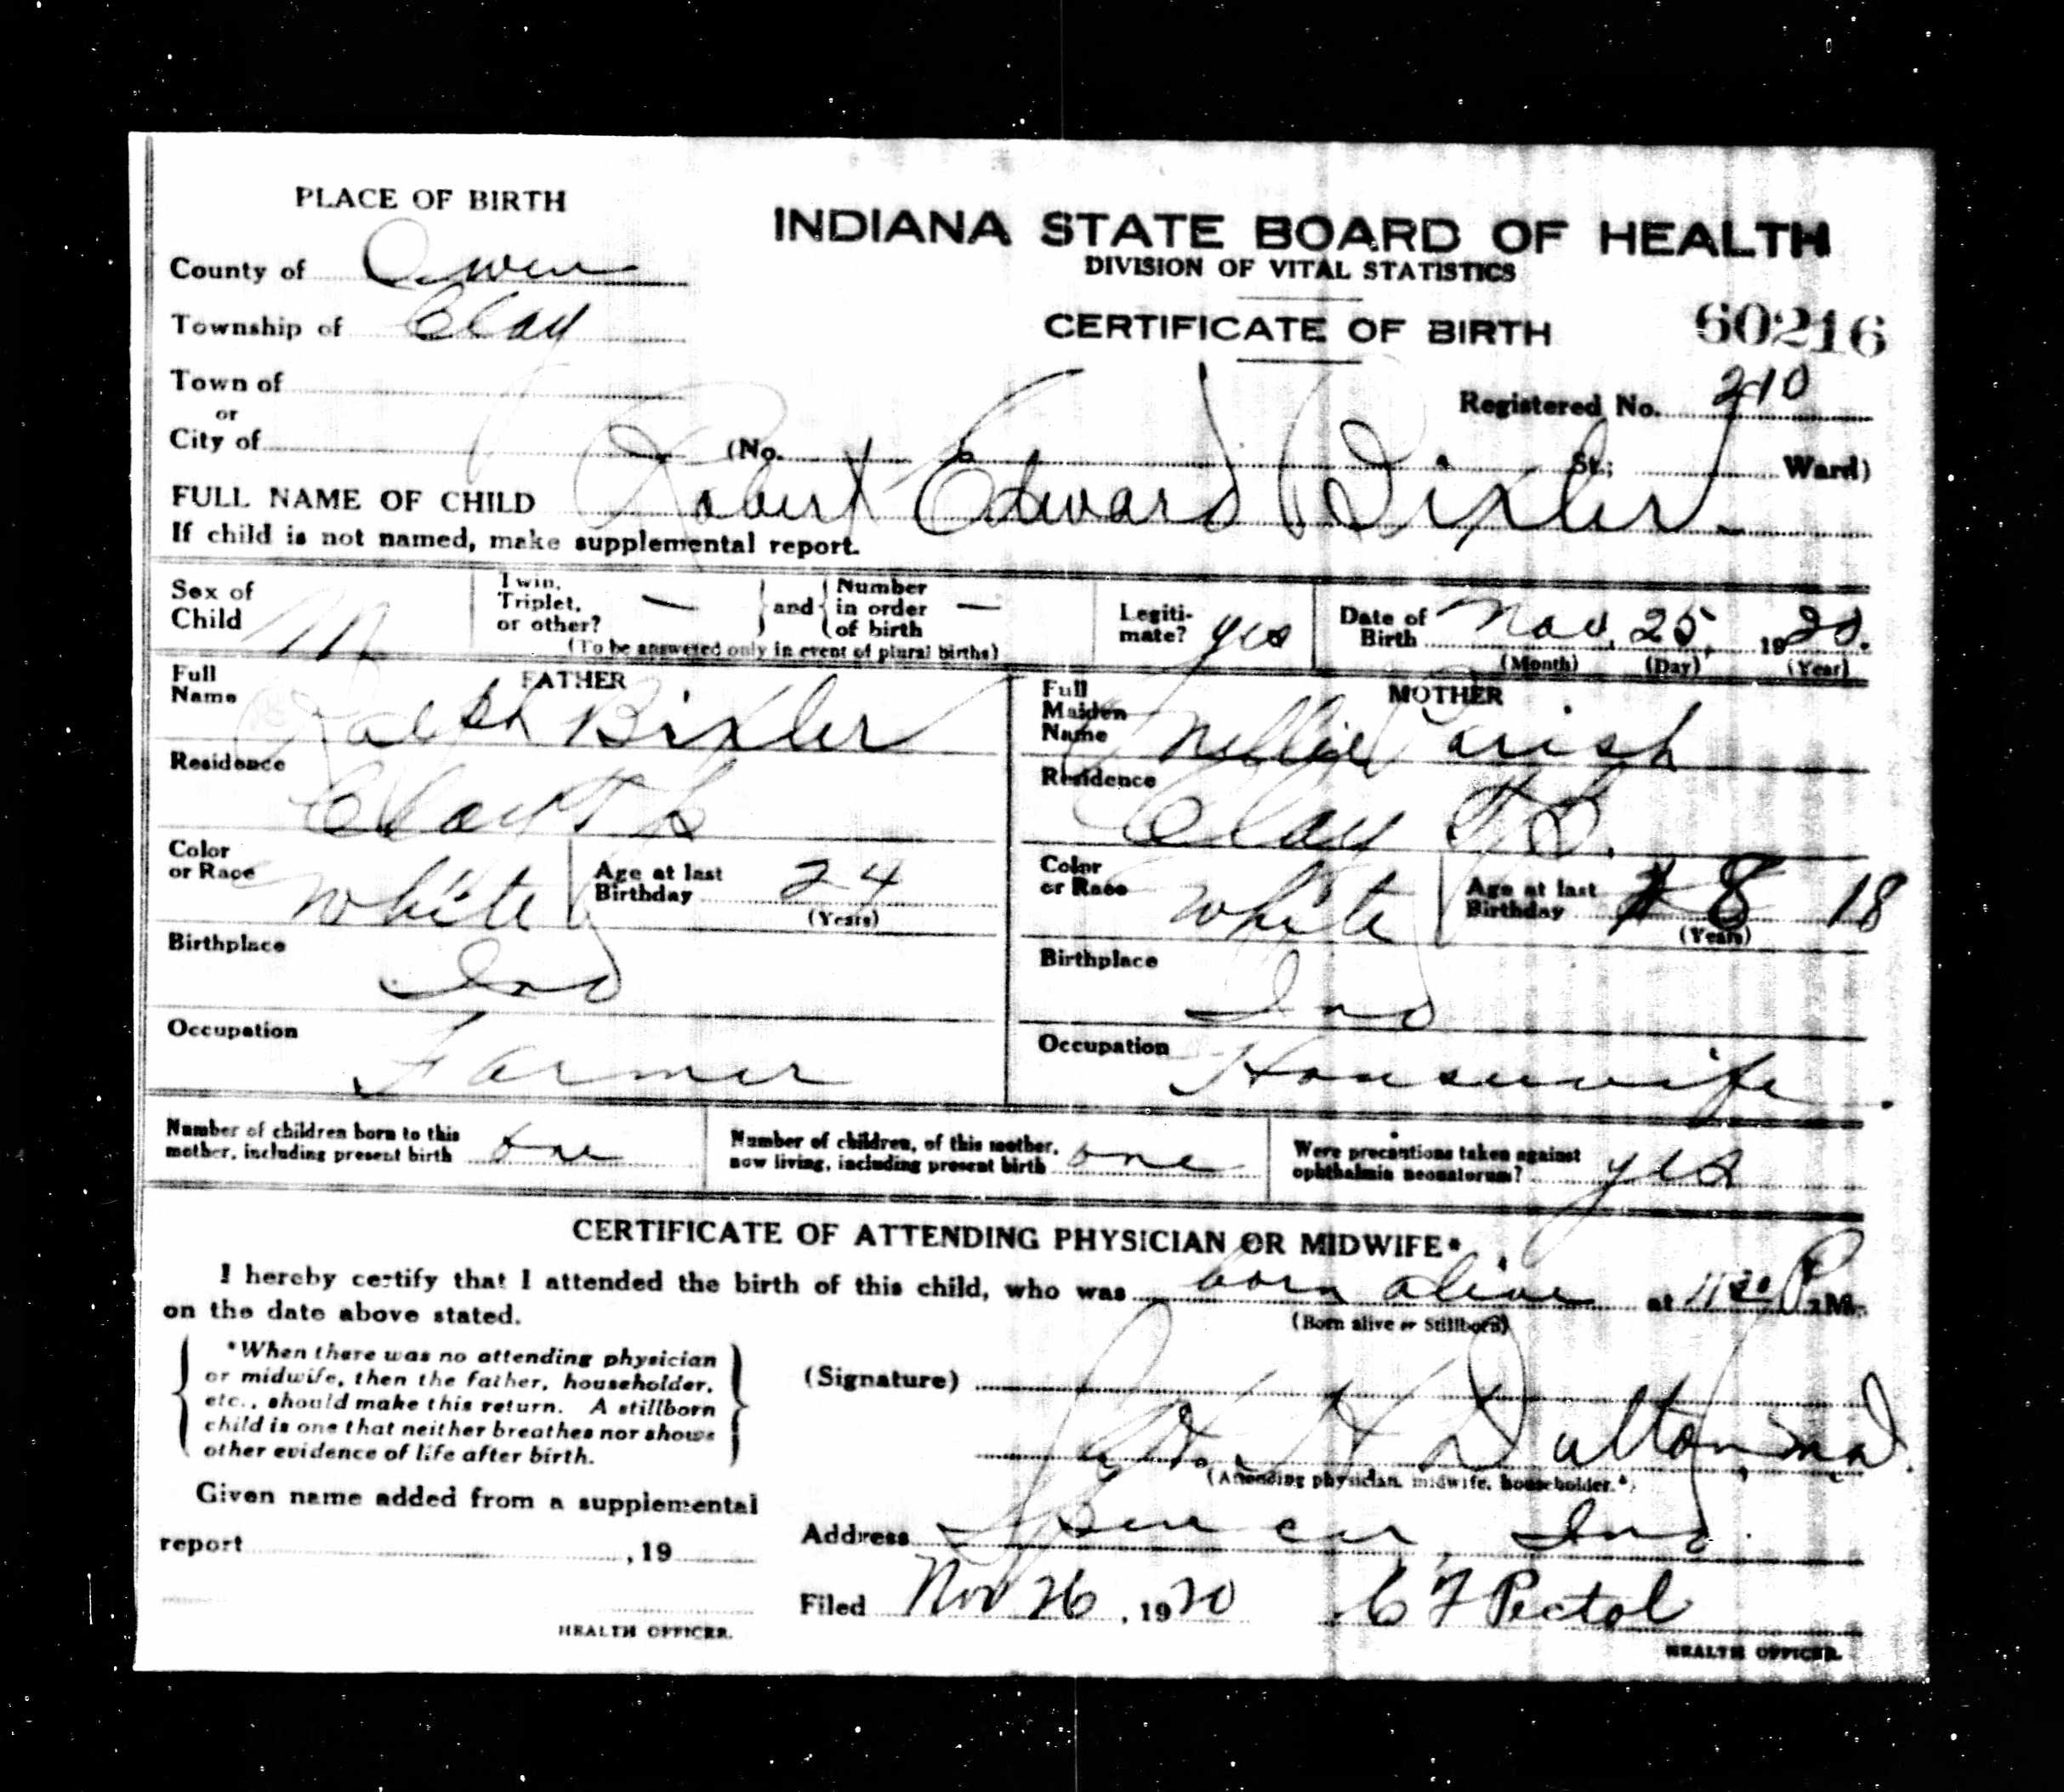 PLACE OF BIRTH
INDIANA STATE BOARD OF HEALTH
DIVISION OF VITAL STATISTICS
County of Owen
Township of Clay
CERTIFICATE OF BIRTH 60216
Town of
or
Registered No. 210
City of (No. St.; Ward)
FULL NAME OF CHILD Robert Edward Bixler
If child is not named, make supplemental report.
Sex of Child M
Twin, Triplet, or other? — and Number in order of birth —
(To be answered only in event of plural births)
Legitimate? yes
Date of Birth Nov. 25, 1920.
(Month) (Day) (Year)
FATHER
Full Name Ralph Bixler
Residence Clay
Color or Race White
Age at last Birthday 24
(Years)
Birthplace Ind
Occupation Farmer
MOTHER
Full Maiden Name Nellie Parish
Residence Clay
Color or Race White
Age at last Birthday 18
(Years)
Birthplace Ind
Occupation Housewife.
Number of children born to this mother, including present birth one
Number of children, of this mother, now living, including present birth one
Were precautions taken against ophthalmia neonatorum? yes
CERTIFICATE OF ATTENDING PHYSICIAN OR MIDWIFE*
I hereby certify that I attended the birth of this child, who was born alive at 1130 P.M.
(Born alive or Stillborn)
on the date above stated.
*When there was no attending physician
or midwife, then the father, householder,
etc., should make this return. A stillborn
child is one that neither breathes nor shows
other evidence of life after birth.
(Signature)
H Dalton, M.D.
(Attending physician, midwife, householder.*)
Given name added from a supplemental
report , 19
HEALTH OFFICER.
Address Spencer, Ind.
Filed Nov 26, 1920 C F Pectol
HEALTH OFFICER.